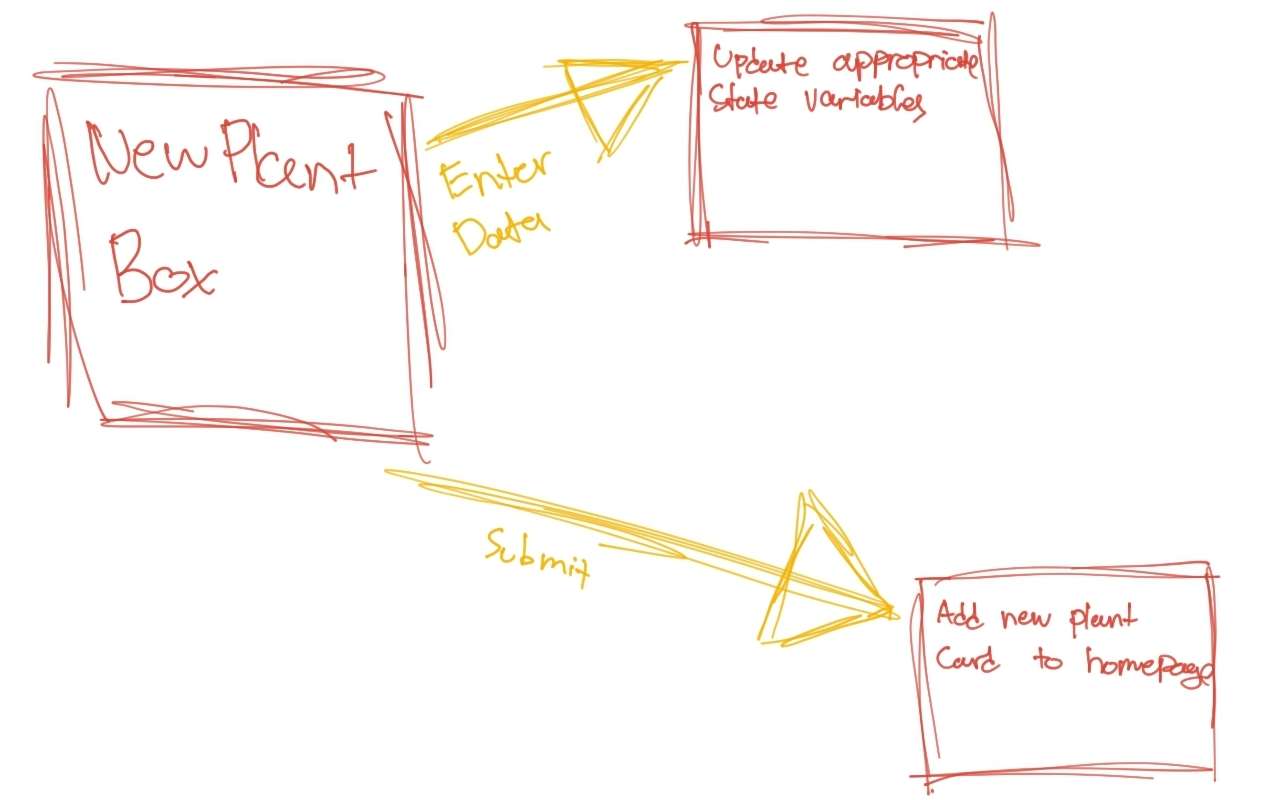 New Plant
Box
Enter
Data
Update appropriate
State variables
Submit
Add new plant
Card to homepage